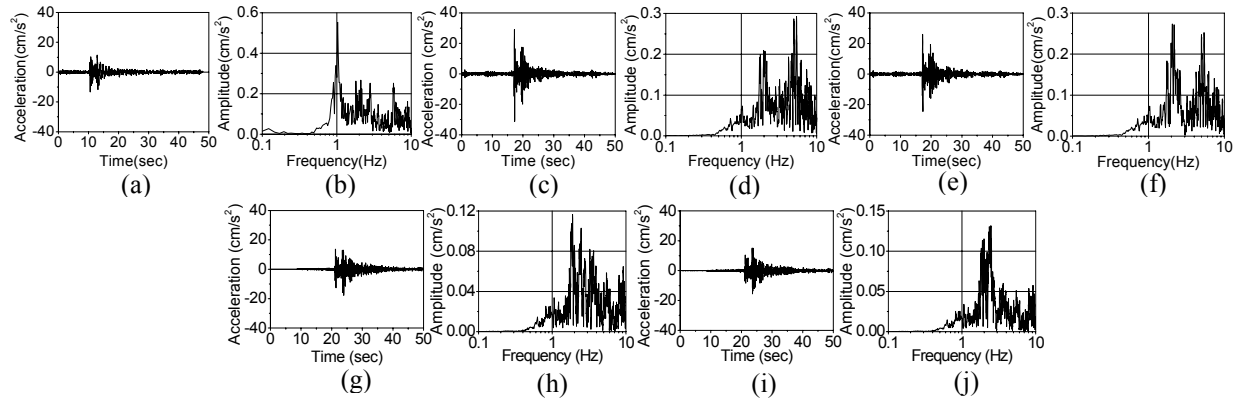 Acceleration(cm/s²)
40
20
0
-20
-40
0 10 20 30 40 50
Time(sec)
(a)
Amplitude(cm/s²)
0.6
0.4
0.2
0.0
0.1 1 10
Frequency(Hz)
(b)
Acceleration (cm/s²)
40
20
0
-20
-40
0 10 20 30 40 50
Time (sec)
(c)
Amplitude(cm/s²)
0.3
0.2
0.1
0.0
0.1 1 10
Frequency (Hz)
(d)
Acceleration (cm/s²)
40
20
0
-20
-40
0 10 20 30 40 50
Time (sec)
(e)
Amplitude(cm/s²)
0.3
0.2
0.1
0.0
0.1 1 10
Frequency (Hz)
(f)
Acceleration (cm/s²)
40
20
0
-20
-40
0 10 20 30 40 50
Time (sec)
(g)
Amplitude (cm/s²)
0.12
0.08
0.04
0.00
0.1 1 10
Frequency (Hz)
(h)
Acceleration (cm/s²)
40
20
0
-20
-40
0 10 20 30 40 50
Time (sec)
(i)
Amplitude (cm/s²)
0.15
0.10
0.05
0.00
0.1 1 10
Frequency (Hz)
(j)